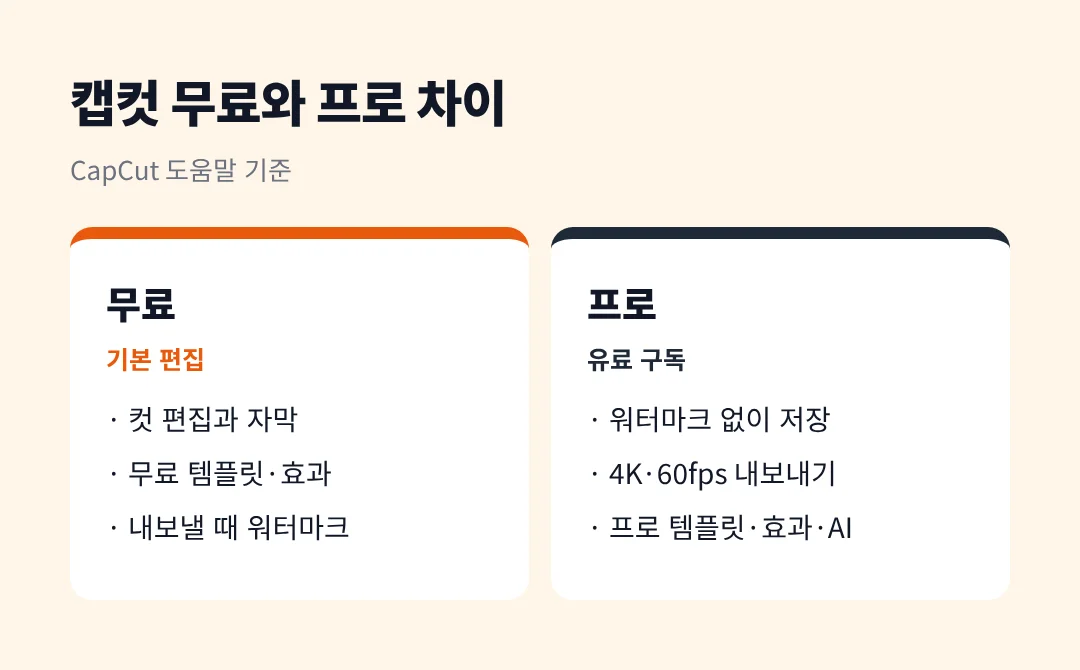 캡컷 무료와 프로 차이
CapCut 도움말 기준
무료
기본 편집
· 컷 편집과 자막
· 무료 템플릿·효과
· 내보낼 때 워터마크
프로
유료 구독
· 워터마크 없이 저장
· 4K·60fps 내보내기
· 프로 템플릿·효과·AI